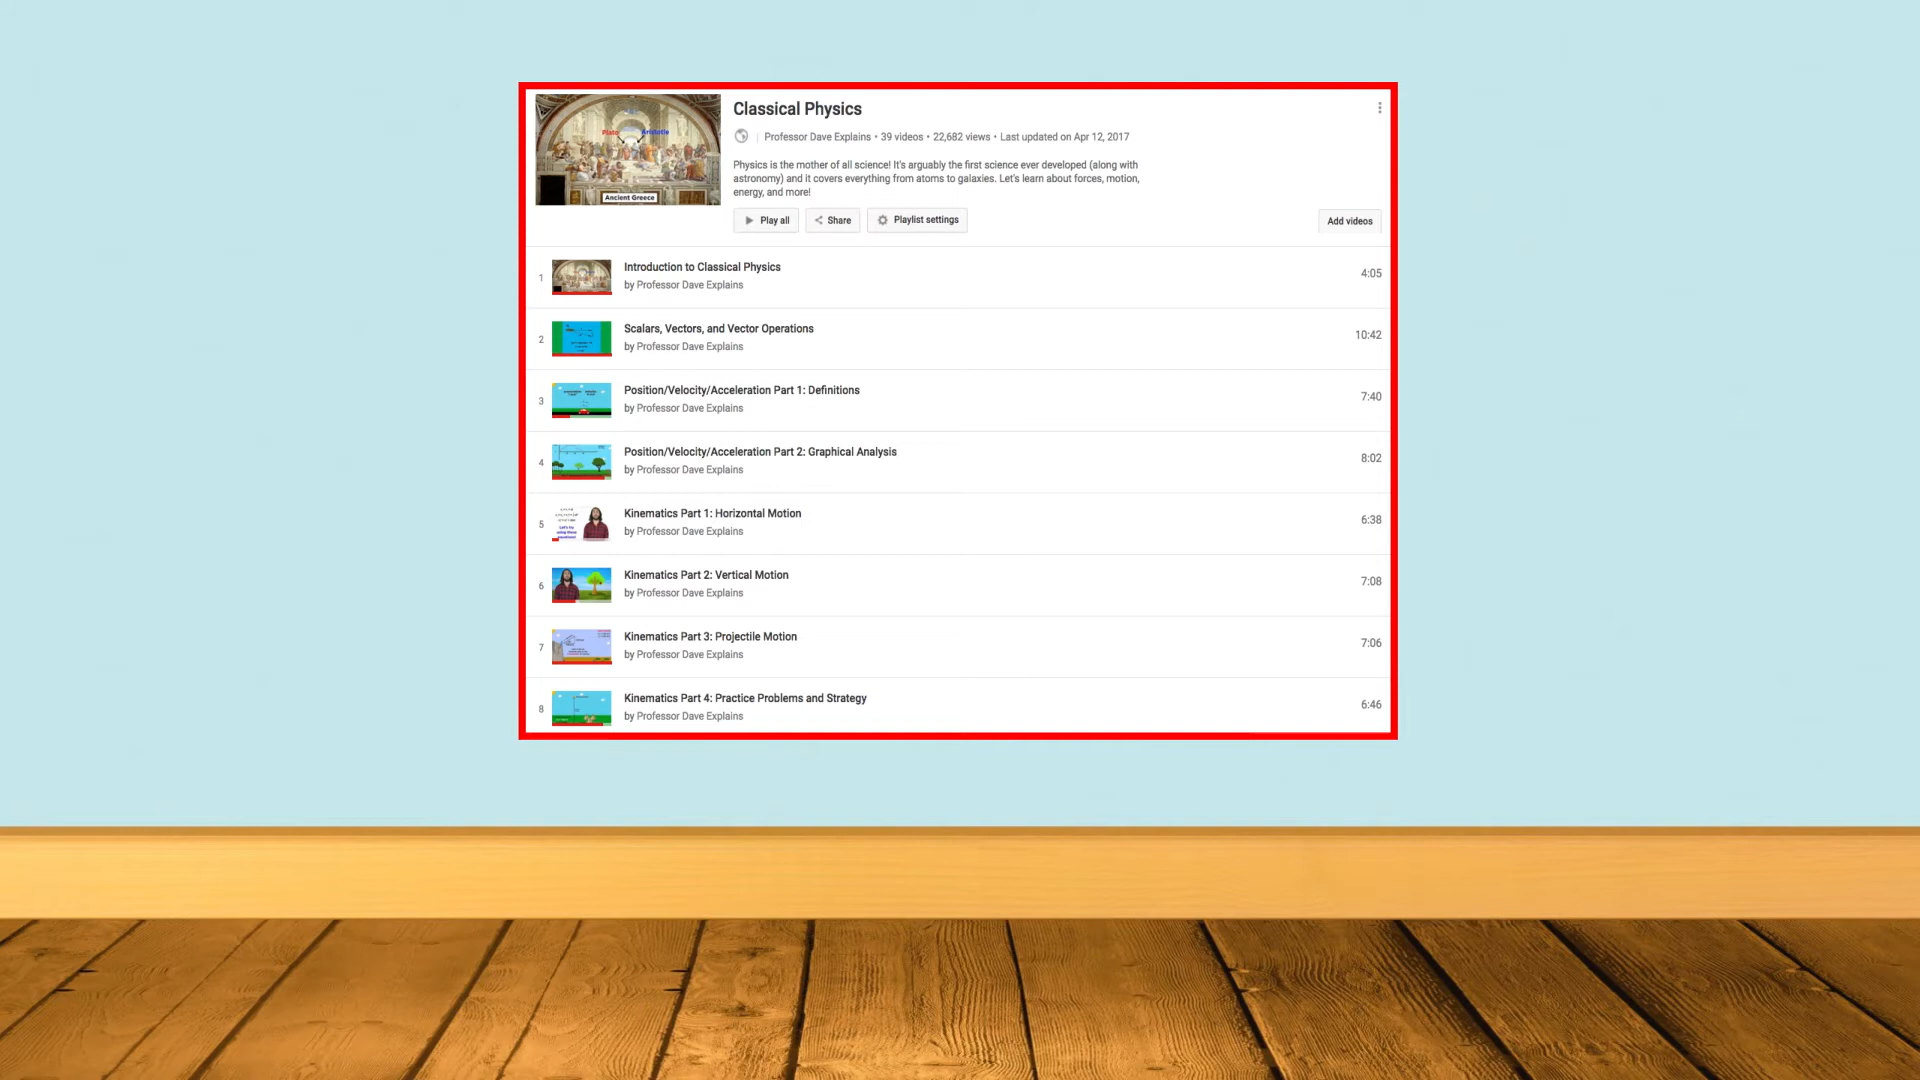 Plato Aristotle
Ancient Greece
Classical Physics
Professor Dave Explains • 39 videos • 22,682 views • Last updated on Apr 12, 2017
Physics is the mother of all science! It's arguably the first science ever developed (along with
astronomy) and it covers everything from atoms to galaxies. Let's learn about forces, motion,
energy, and more!
Play all Share Playlist settings Add videos
1 Introduction to Classical Physics 4:05
by Professor Dave Explains
2 Scalars, Vectors, and Vector Operations 10:42
by Professor Dave Explains
3 Position/Velocity/Acceleration Part 1: Definitions 7:40
by Professor Dave Explains
4 Position/Velocity/Acceleration Part 2: Graphical Analysis 8:02
by Professor Dave Explains
5 Kinematics Part 1: Horizontal Motion 6:38
by Professor Dave Explains
Let's try
using these
equations!
6 Kinematics Part 2: Vertical Motion 7:08
by Professor Dave Explains
7 Kinematics Part 3: Projectile Motion 7:06
by Professor Dave Explains
8 Kinematics Part 4: Practice Problems and Strategy 6:46
by Professor Dave Explains